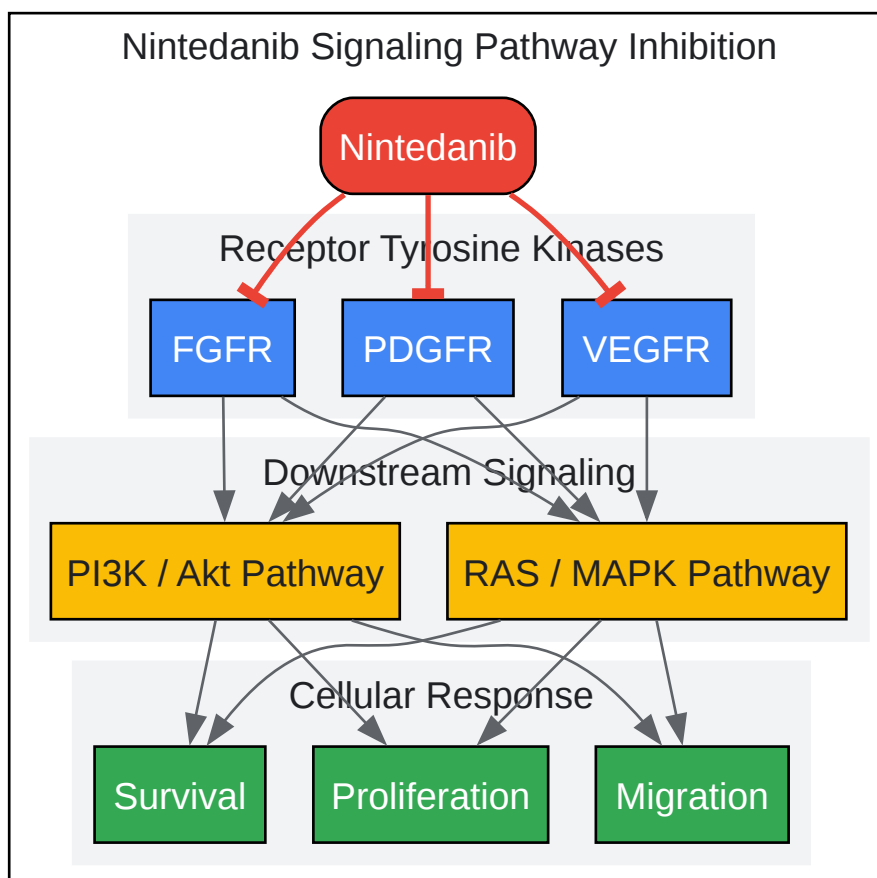 Nintedanib Signaling Pathway Inhibition
Nintedanib
Receptor Tyrosine Kinases
FGFR
PDGFR
VEGFR
Downstream Signaling
PI3K / Akt Pathway
RAS / MAPK Pathway
Cellular Response
Survival
Proliferation
Migration